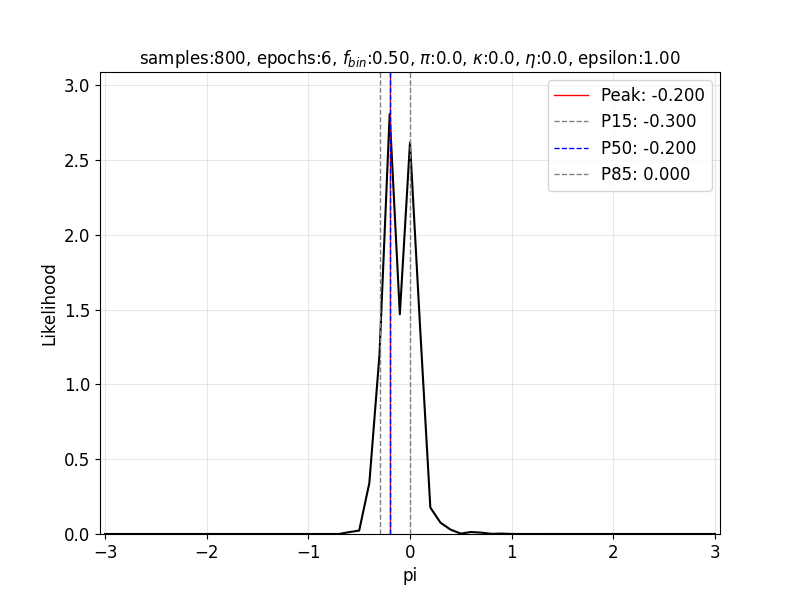 samples:800, epochs:6, f_bin:0.50, π:0.0, κ:0.0, η:0.0, epsilon:1.00
3.0
2.5
2.0
1.5
1.0
0.5
0.0
Likelihood
Peak: -0.200
P15: -0.300
P50: -0.200
P85: 0.000
−3 −2 −1 0 1 2 3
pi